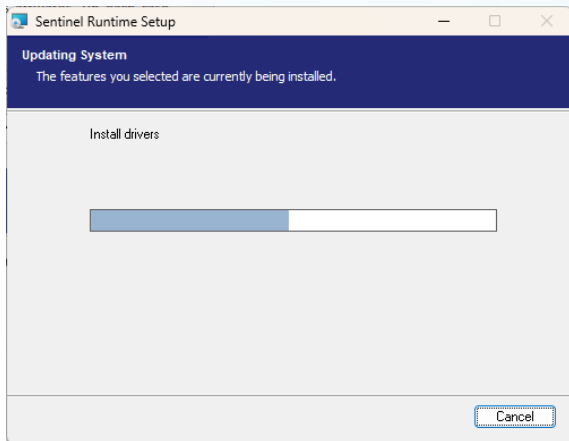 Sentinel Runtime Setup
Updating System
The features you selected are currently being installed.
Install drivers
Cancel